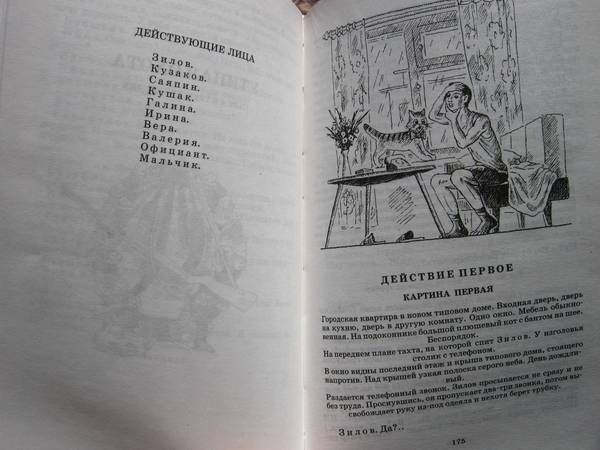 ДЕЙСТВУЮЩИЕ ЛИЦА
Зилов.
Кузаков.
Саяпин.
Кушак.
Галина.
Ирина.
Вера.
Валерия.
Официант.
Мальчик.
ДЕЙСТВИЕ ПЕРВОЕ
КАРТИНА ПЕРВАЯ
Городская квартира в новом типовом доме. Входная дверь, дверь
на кухню, дверь в другую комнату. Одно окно. Мебель обыкно-
венная. На подоконнике большой плюшевый кот с бантом на шее.
Беспорядок.
На переднем плане тахта, на которой спит Зилов. У изголовья
столик с телефоном.
В окно видны последний этаж и крыша типового дома, стоящего
напротив. Над крышей узкая полоска серого неба. День дождли-
вый.
Раздается телефонный звонок. Зилов просыпается не сразу и не
без труда. Проснувшись, он пропускает два-три звонка, потом вы-
свобождает руку из-под одеяла и нехотя берет трубку.
Зилов. Да?..
175